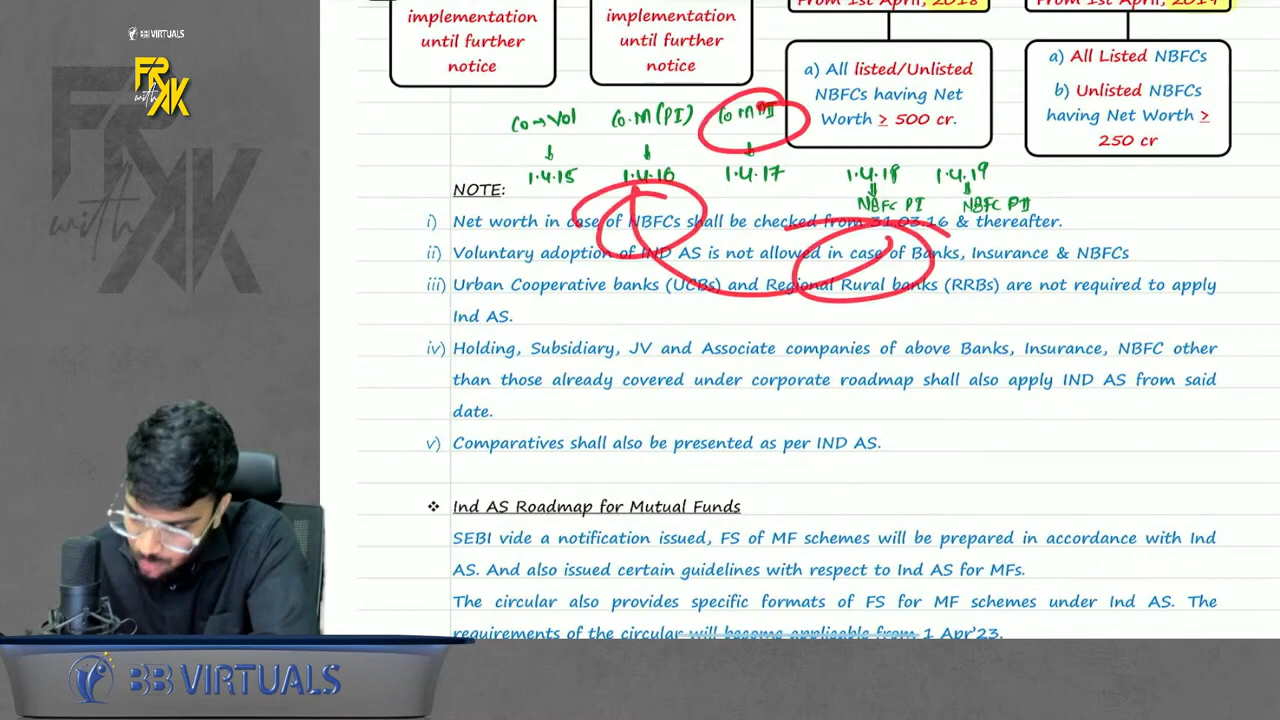 BB VIRTUALS
FR
with
AK
FR
with
AK
implementation
until further
notice
implementation
until further
notice
From 1st April, 2018
a) All listed/Unlisted
NBFCs having Net
Worth ≥ 500 cr.
From 1st April, 2019
a) All Listed NBFCs
b) Unlisted NBFCs
having Net Worth ≥
250 cr
Co → Vol
1.4.15
Co. M (PI)
1.4.16
Co M PII
1.4.17
1.4.18
NBFC PI
1.4.19
NBFC PII
NOTE:
i) Net worth in case of NBFCs shall be checked from 31.03.16 & thereafter.
ii) Voluntary adoption of IND AS is not allowed in case of Banks, Insurance & NBFCs
iii) Urban Cooperative banks (UCBs) and Regional Rural banks (RRBs) are not required to apply
Ind AS.
iv) Holding, Subsidiary, JV and Associate companies of above Banks, Insurance, NBFC other
than those already covered under corporate roadmap shall also apply IND AS from said
date.
v) Comparatives shall also be presented as per IND AS.
❖ Ind AS Roadmap for Mutual Funds
SEBI vide a notification issued, FS of MF schemes will be prepared in accordance with Ind
AS. And also issued certain guidelines with respect to Ind AS for MFs.
The circular also provides specific formats of FS for MF schemes under Ind AS. The
requirements of the circular will become applicable from 1 Apr'23.
BB VIRTUALS